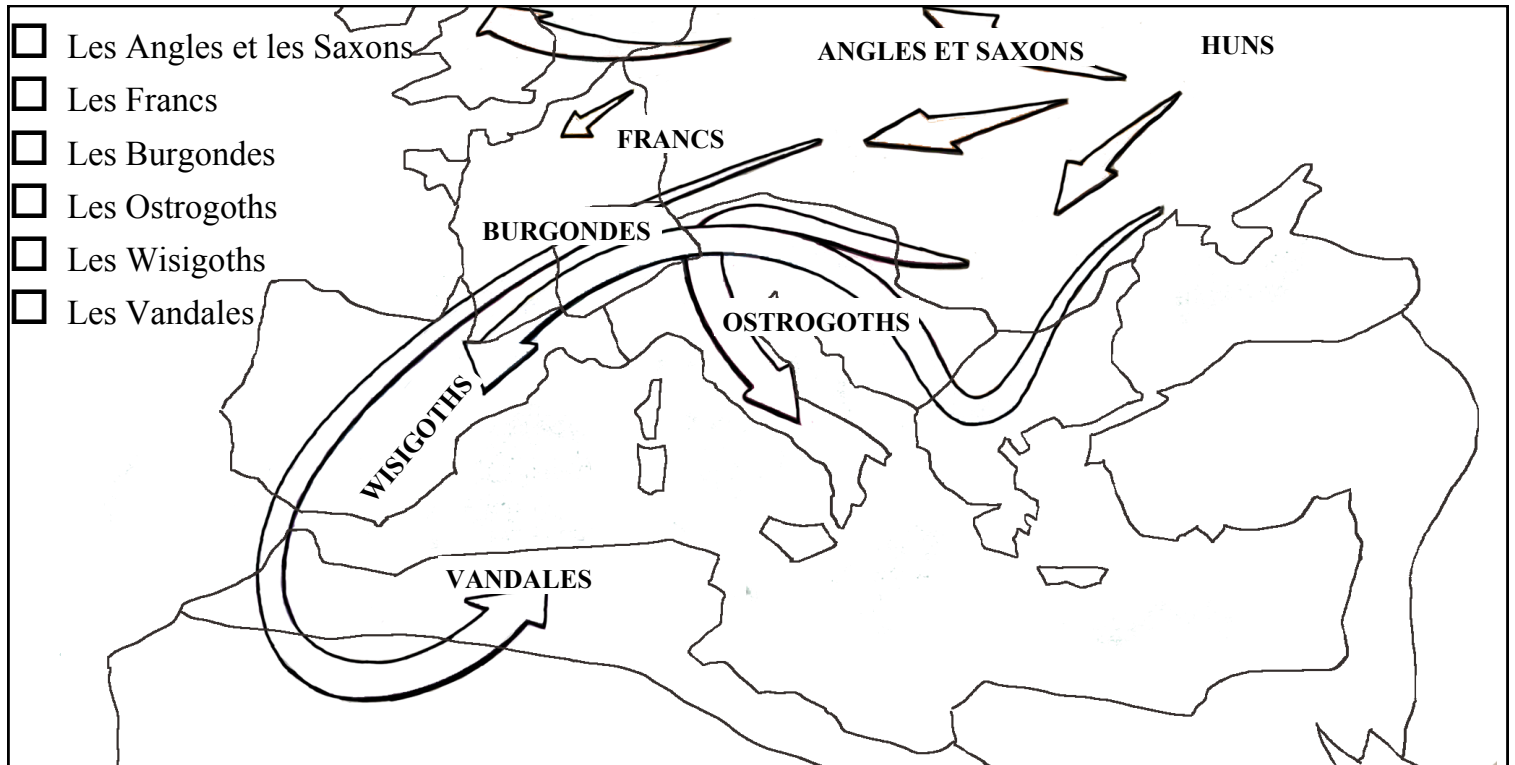 Les Angles et les Saxons
Les Francs
Les Burgondes
Les Ostrogoths
Les Wisigoths
Les Vandales
ANGLES ET SAXONS
HUNS
FRANCS
BURGONDES
OSTROGOTHS
WISIGOTHS
VANDALES